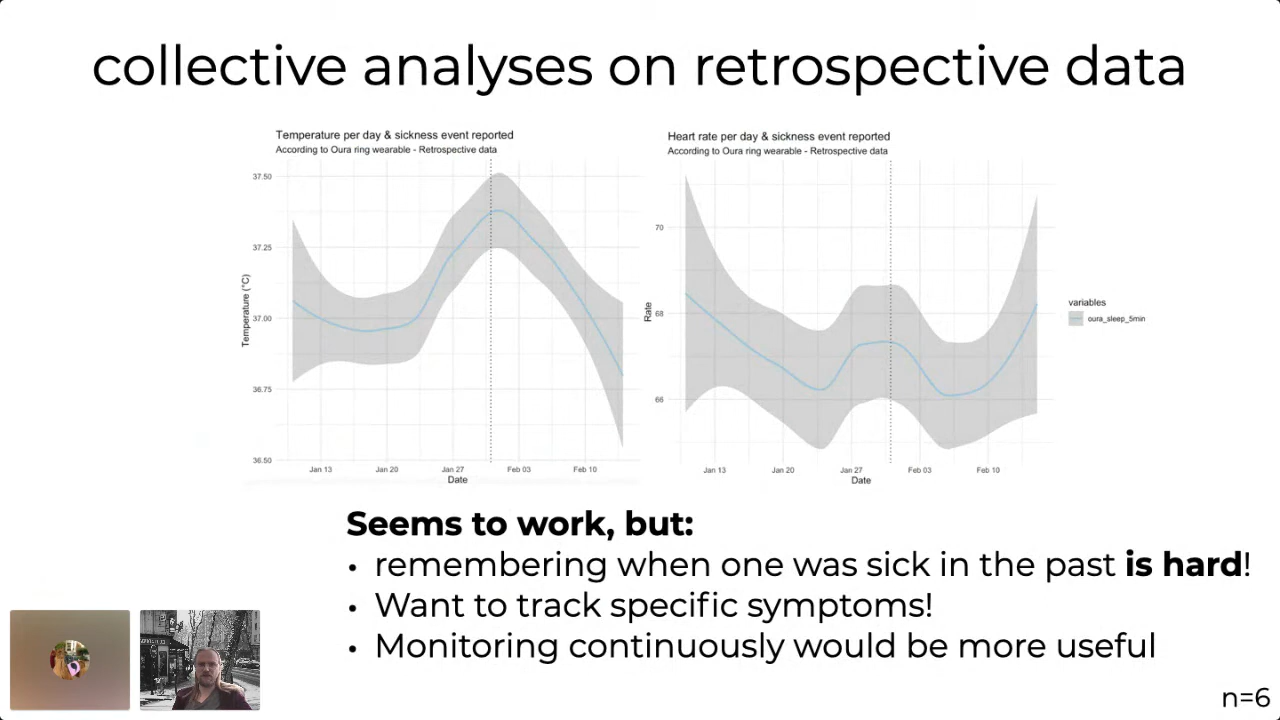 collective analyses on retrospective data
Temperature per day & sickness event reported
According to Oura ring wearable - Retrospective data
37.50
37.25
37.00
36.75
36.50
Temperature (°C)
Jan 13 Jan 20 Jan 27 Feb 03 Feb 10
Date
Heart rate per day & sickness event reported
According to Oura ring wearable - Retrospective data
70
68
66
Rate
Jan 13 Jan 20 Jan 27 Feb 03 Feb 10
Date
variables
oura_sleep_5min
Seems to work, but:
• remembering when one was sick in the past is hard!
• Want to track specific symptoms!
• Monitoring continuously would be more useful
n=6